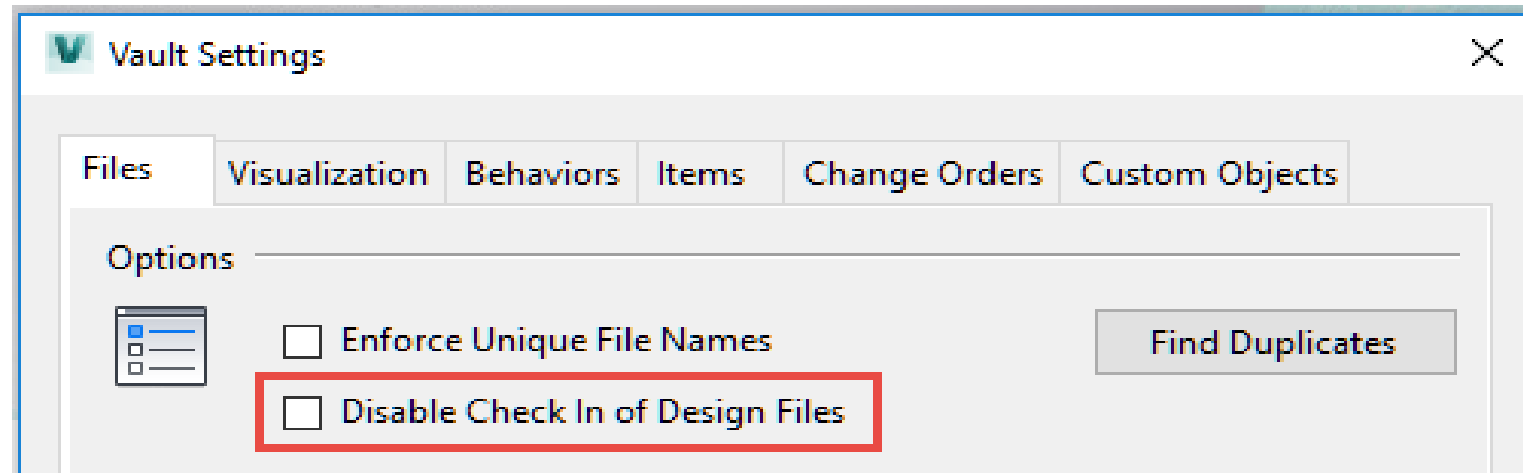 Vault Settings
Files Visualization Behaviors Items Change Orders Custom Objects
Options
Enforce Unique File Names Find Duplicates
Disable Check In of Design Files